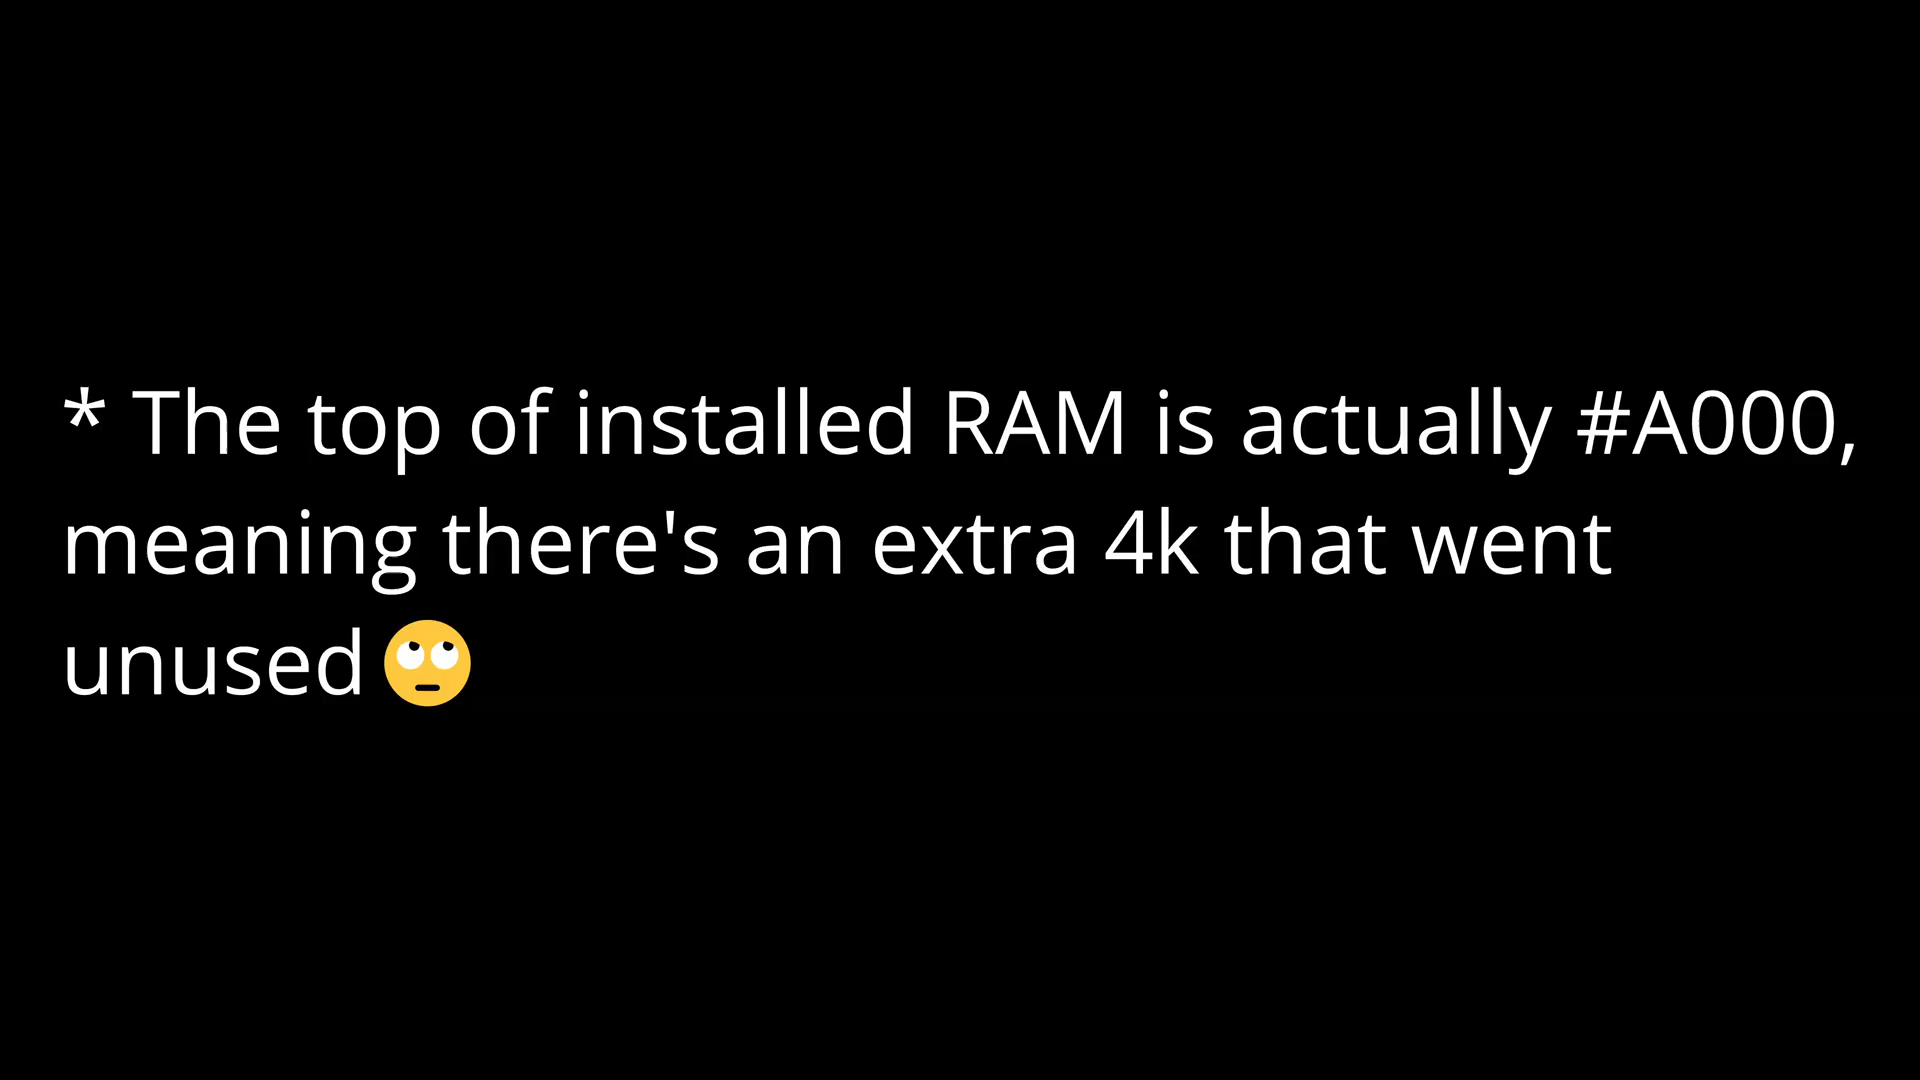 * The top of installed RAM is actually #A000,
meaning there's an extra 4k that went
unused 🙄